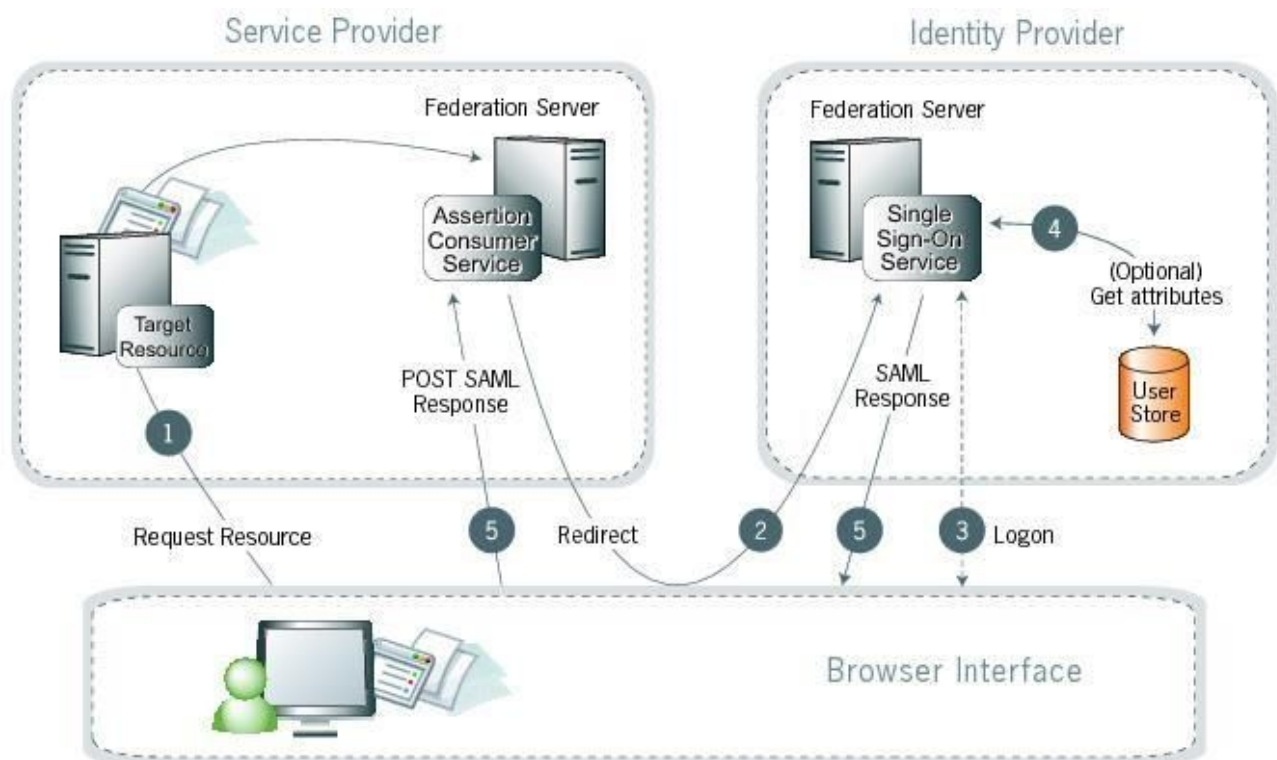 Service Provider
Identity Provider
Federation Server
Federation Server
Assertion
Consumer
Service
Single
Sign-On
Service
4
(Optional)
Get attributes
Target
Resource
POST SAML
Response
SAML
Response
User
Store
1
Request Resource
5
Redirect
2
5
3
Logon
Browser Interface